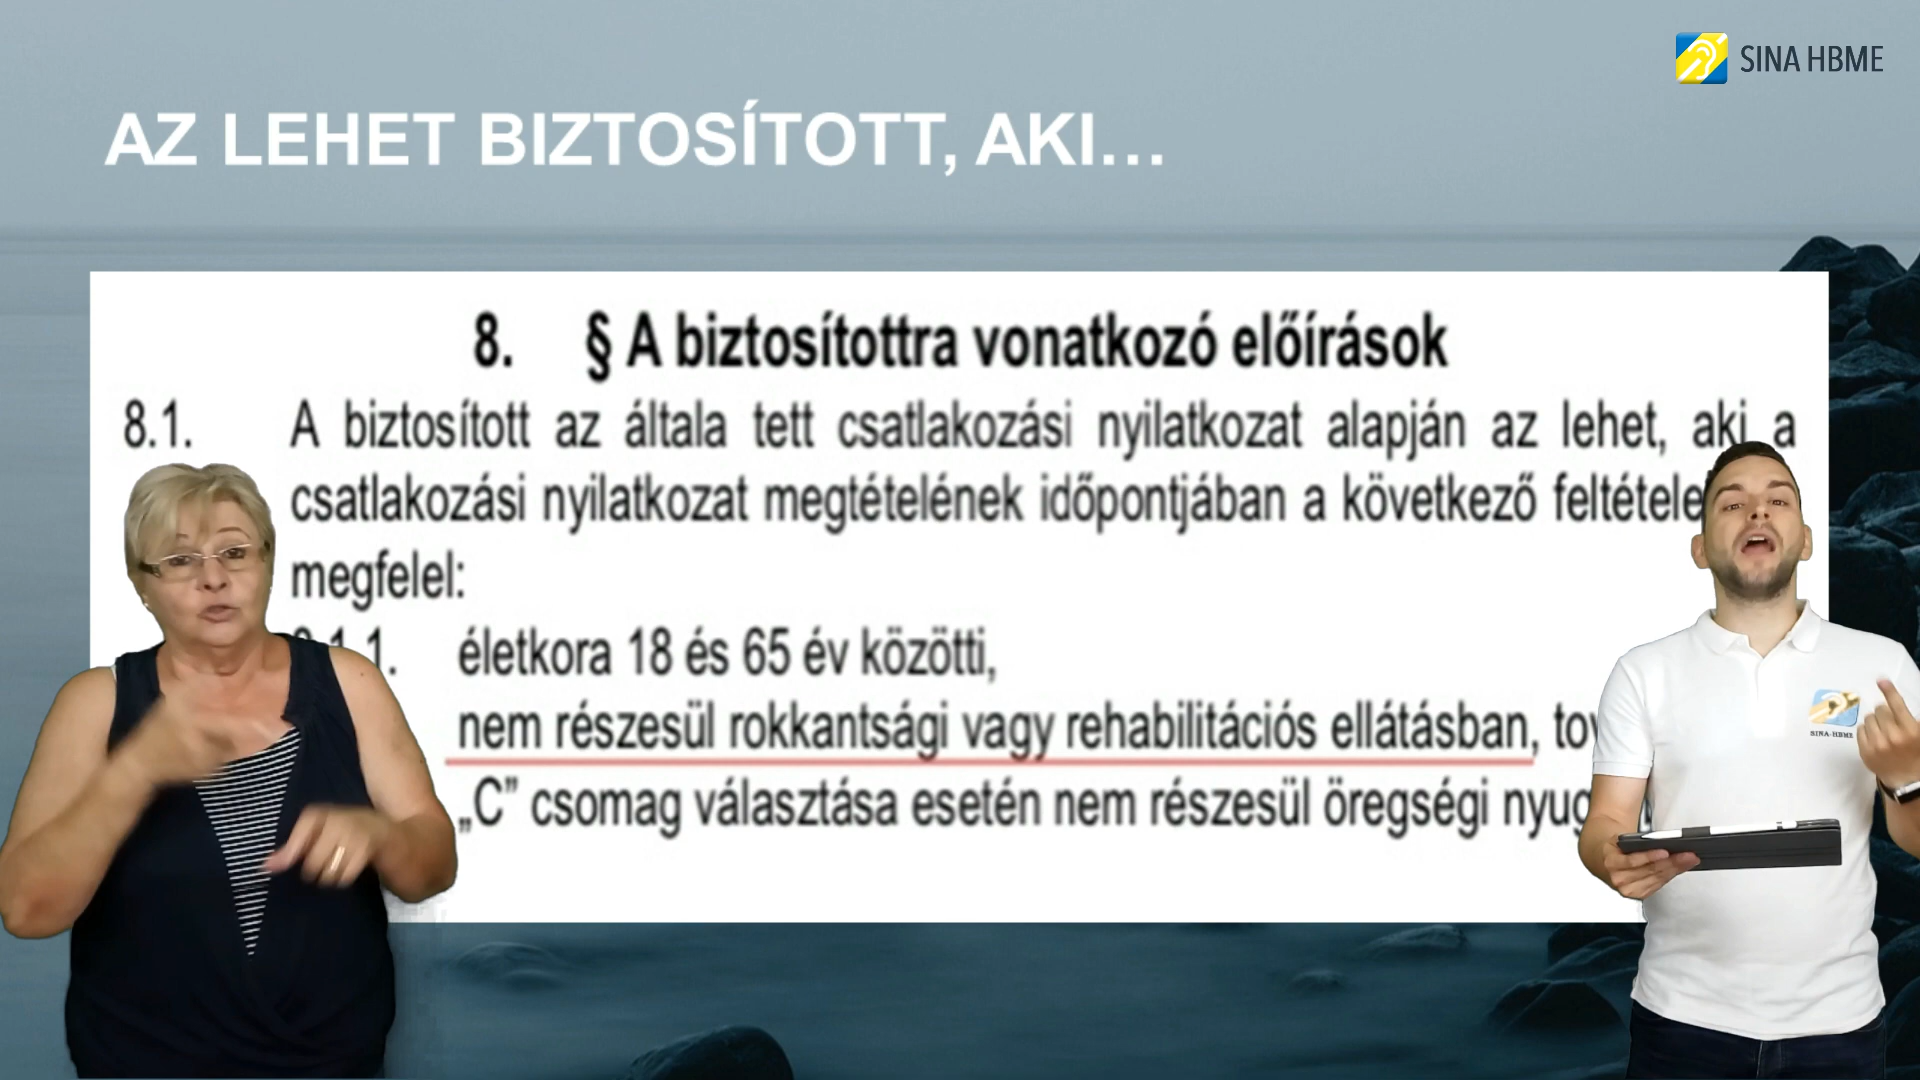 SINA HBME
AZ LEHET BIZTOSÍTOTT, AKI…
8. § A biztosítottra vonatkozó előírások
8.1. A biztosított az általa tett csatlakozási nyilatkozat alapján az lehet, aki a
csatlakozási nyilatkozat megtételének időpontjában a következő
megfelel:
életkora 18 és 65 év közötti,
nem részesül rokkantsági vagy rehabilitációs ellátásban,
„C” csomag választása esetén nem részesül öregségi
SINA-HBME